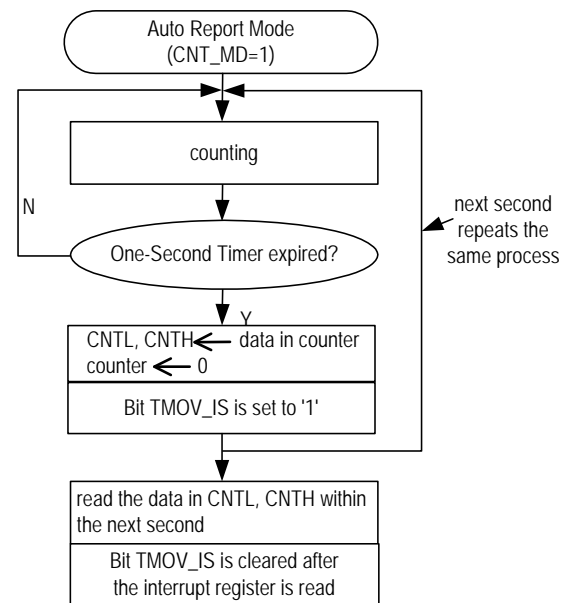 Auto Report Mode
(CNT_MD=1)
counting
N
next second
repeats the
same process
One-Second Timer expired?
Y
CNTL, CNTH ← data in counter
counter ← 0
Bit TMOV_IS is set to '1'
read the data in CNTL, CNTH within
the next second
Bit TMOV_IS is cleared after
the interrupt register is read